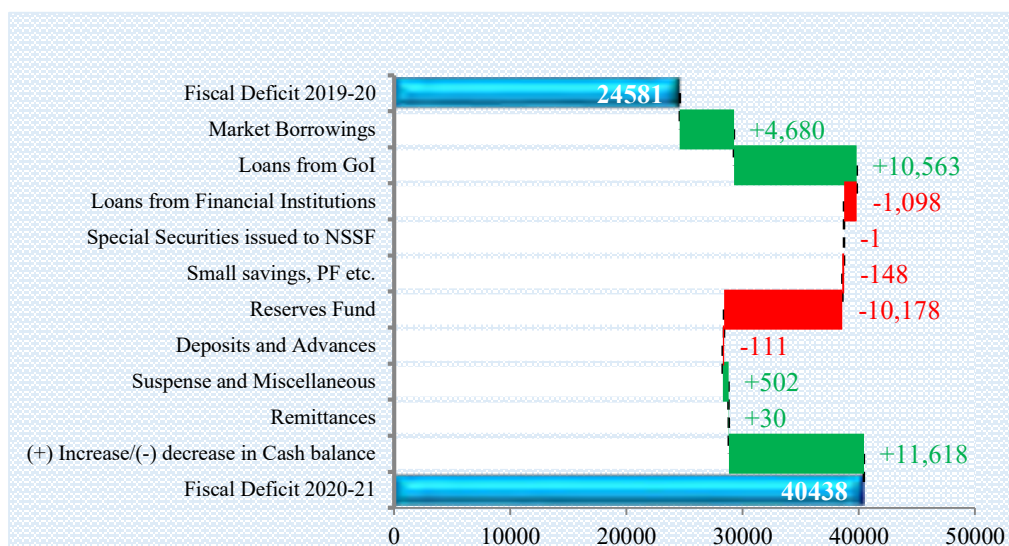 Fiscal Deficit 2019-20
24581
Market Borrowings
+4,680
Loans from GoI
+10,563
Loans from Financial Institutions
-1,098
Special Securities issued to NSSF
-1
Small savings, PF etc.
-148
Reserves Fund
-10,178
Deposits and Advances
-111
Suspense and Miscellaneous
+502
Remittances
+30
(+) Increase/(-) decrease in Cash balance
+11,618
Fiscal Deficit 2020-21
40438
0 10000 20000 30000 40000 50000